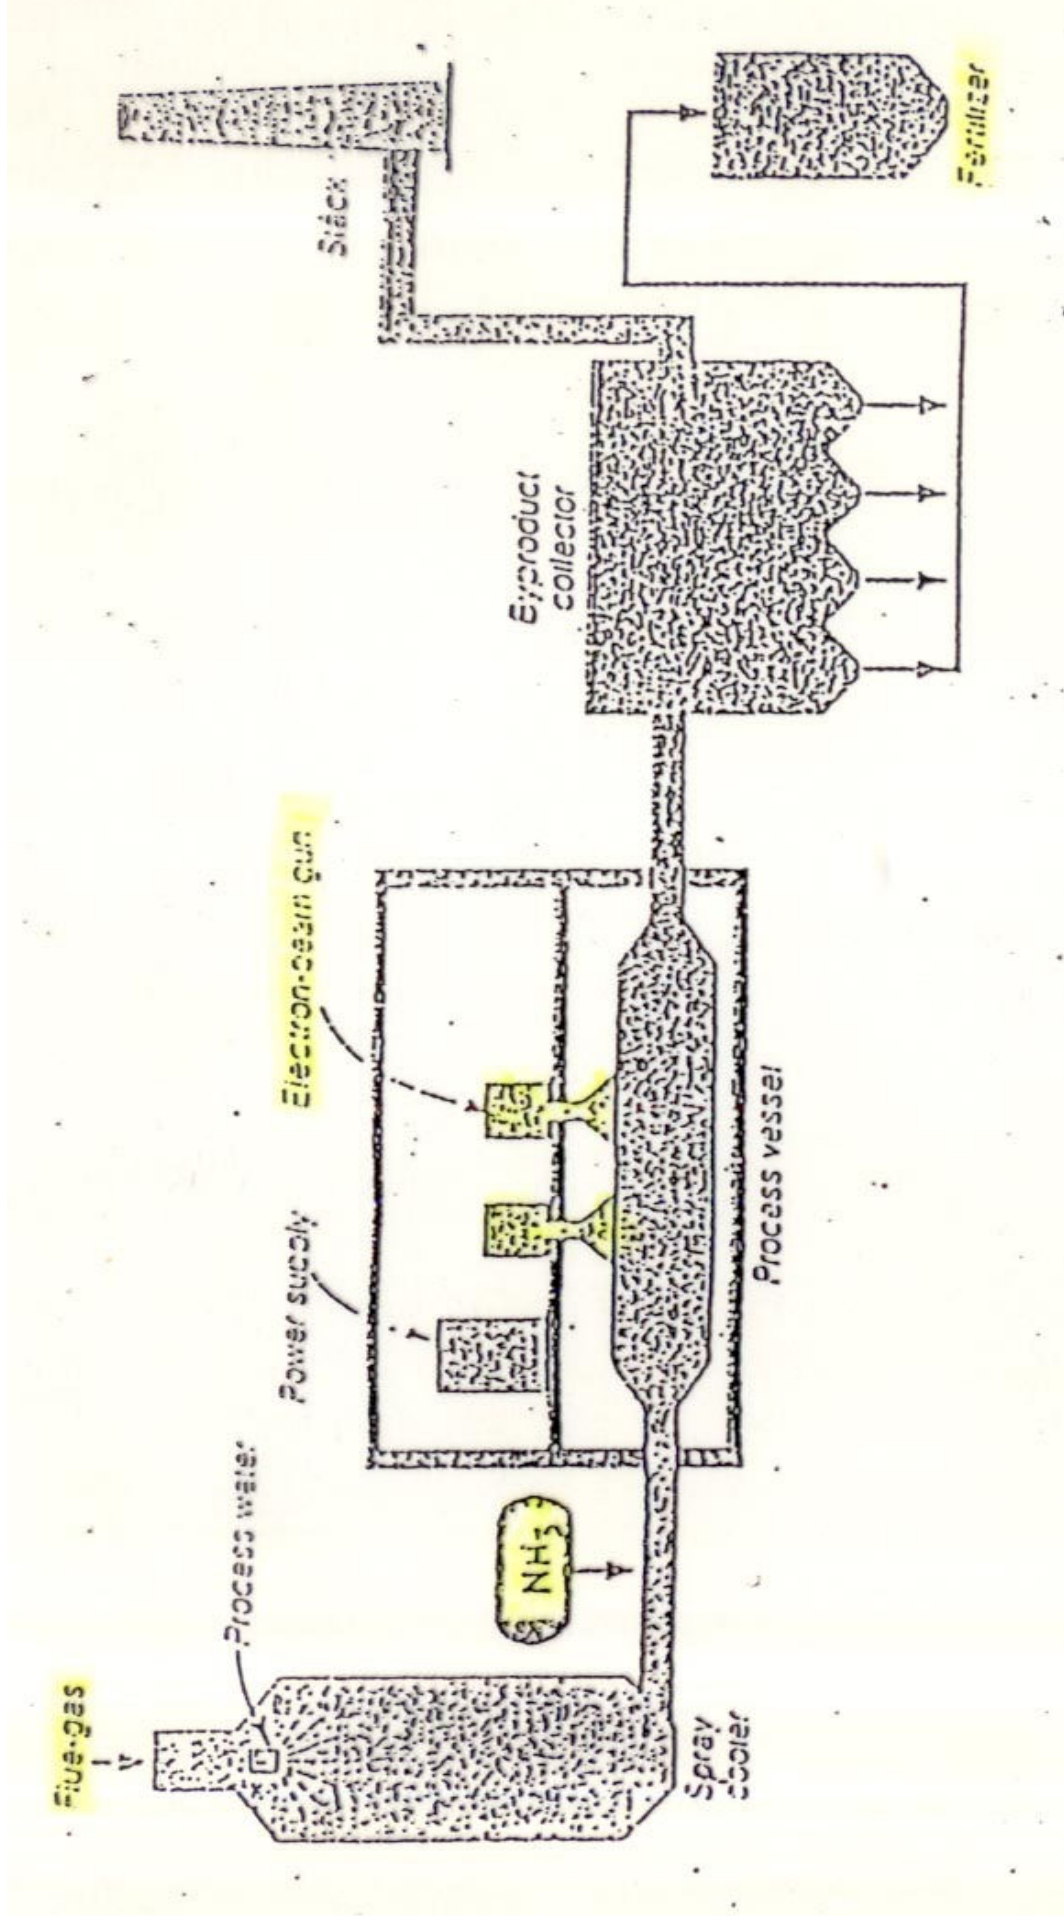 Flue-gas
Process water
Spray
cooler
NH3
Power supply
Electron-beam gun
Process vessel
Byproduct
collector
Stack
Fertilizer